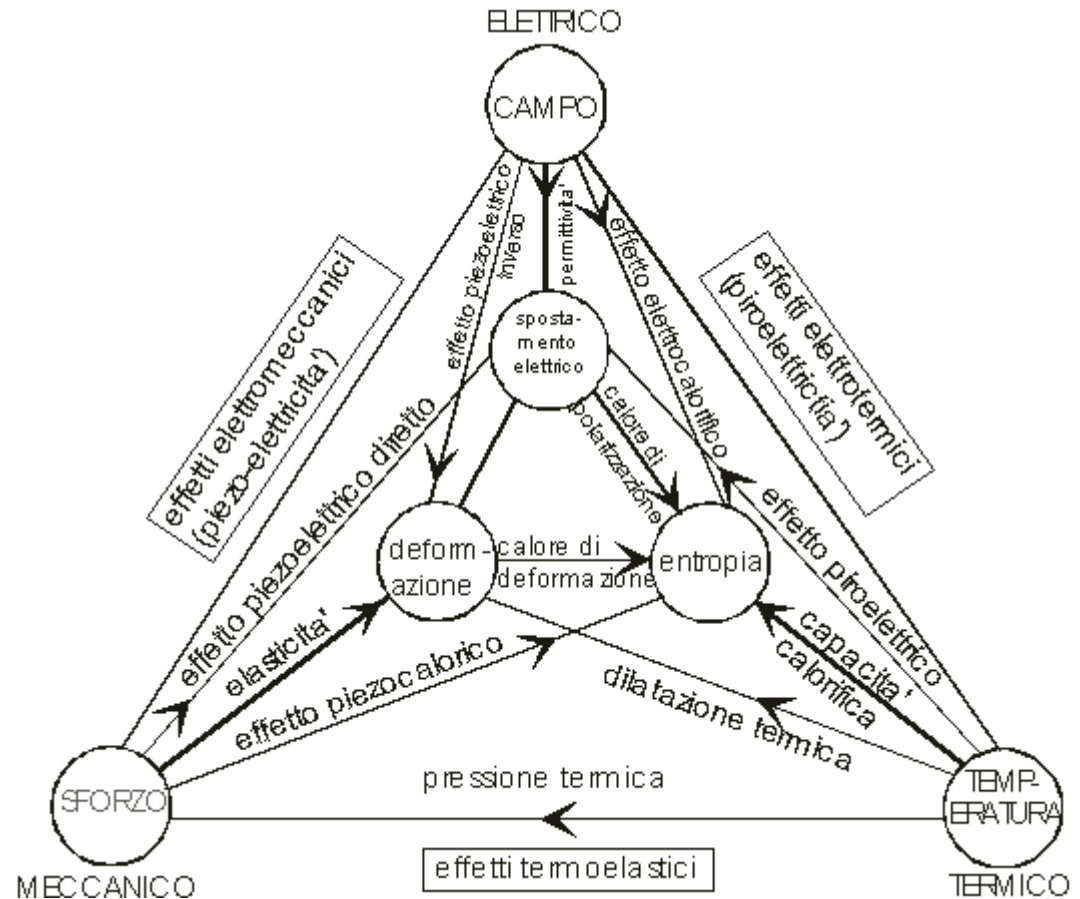 ELETTRICO
CAMPO
effetto piezoelettrico
inverso
permittivita'
effetto elettrocalorifico
effetti elettromeccanici
(piezo-elettricita')
effetti elettrotermici
(piroelettrictia')
sposta-
mento
elettrico
effetto piezoelettrico diretto
calore di
polarizzazione
effetto piroelettrico
deform-
azione
calore di
deformazione
entropia
elasticita'
effetto piezocalorico
capacita'
calorifica
dilatazione termica
pressione termica
SFORZO
TEMP-
ERATURA
effetti termoelastici
MECCANICO
TERMICO